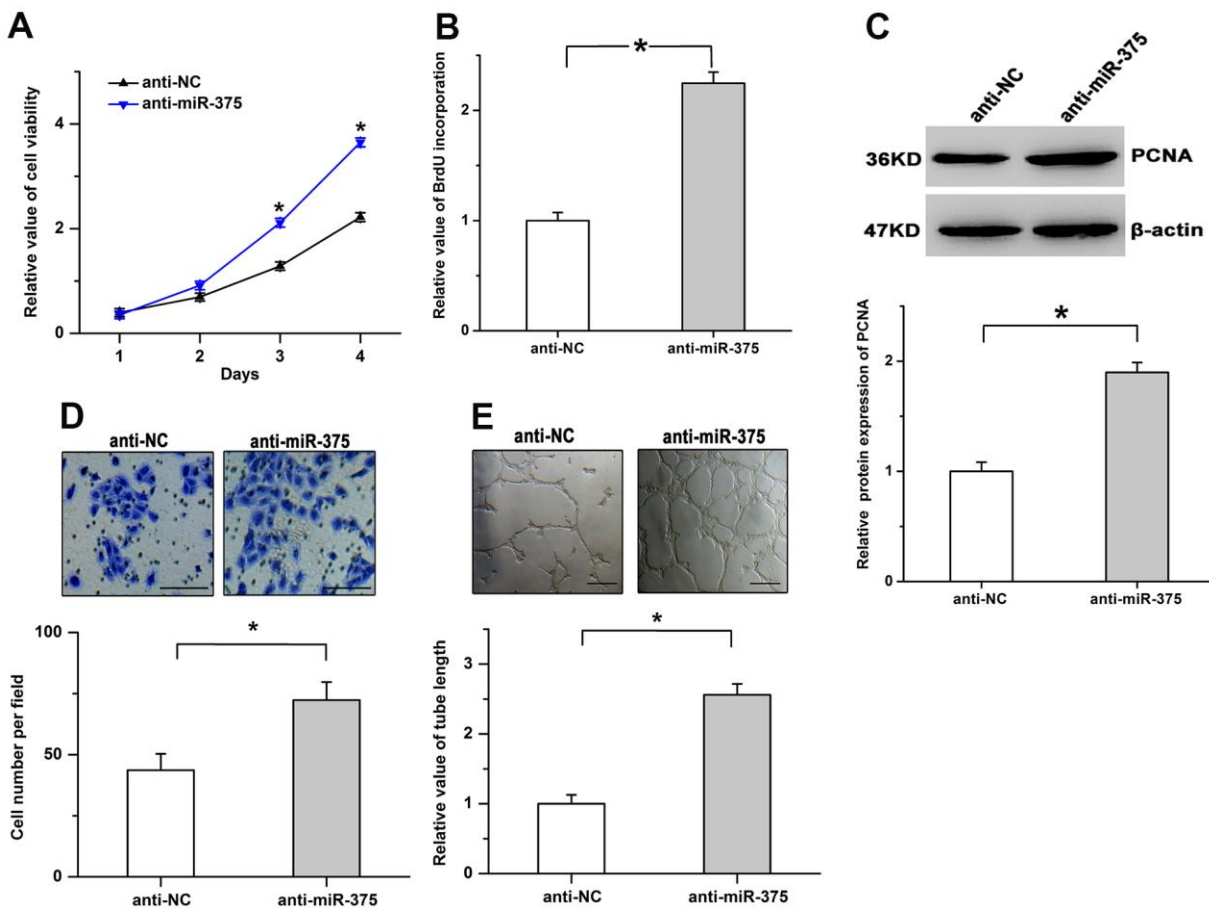 A
Relative value of cell viability
anti-NC
anti-miR-375
*
*
4
2
0
1 2 3 4
Days
B
Relative value of BrdU incorporation
*
2
1
0
anti-NC anti-miR-375
C
anti-NC anti-miR-375
36KD PCNA
47KD β-actin
Relative protein expression of PCNA
*
2
1
0
anti-NC anti-miR-375
D
anti-NC anti-miR-375
Cell number per field
*
100
50
0
anti-NC anti-miR-375
E
anti-NC anti-miR-375
Relative value of tube length
*
3
2
1
0
anti-NC anti-miR-375